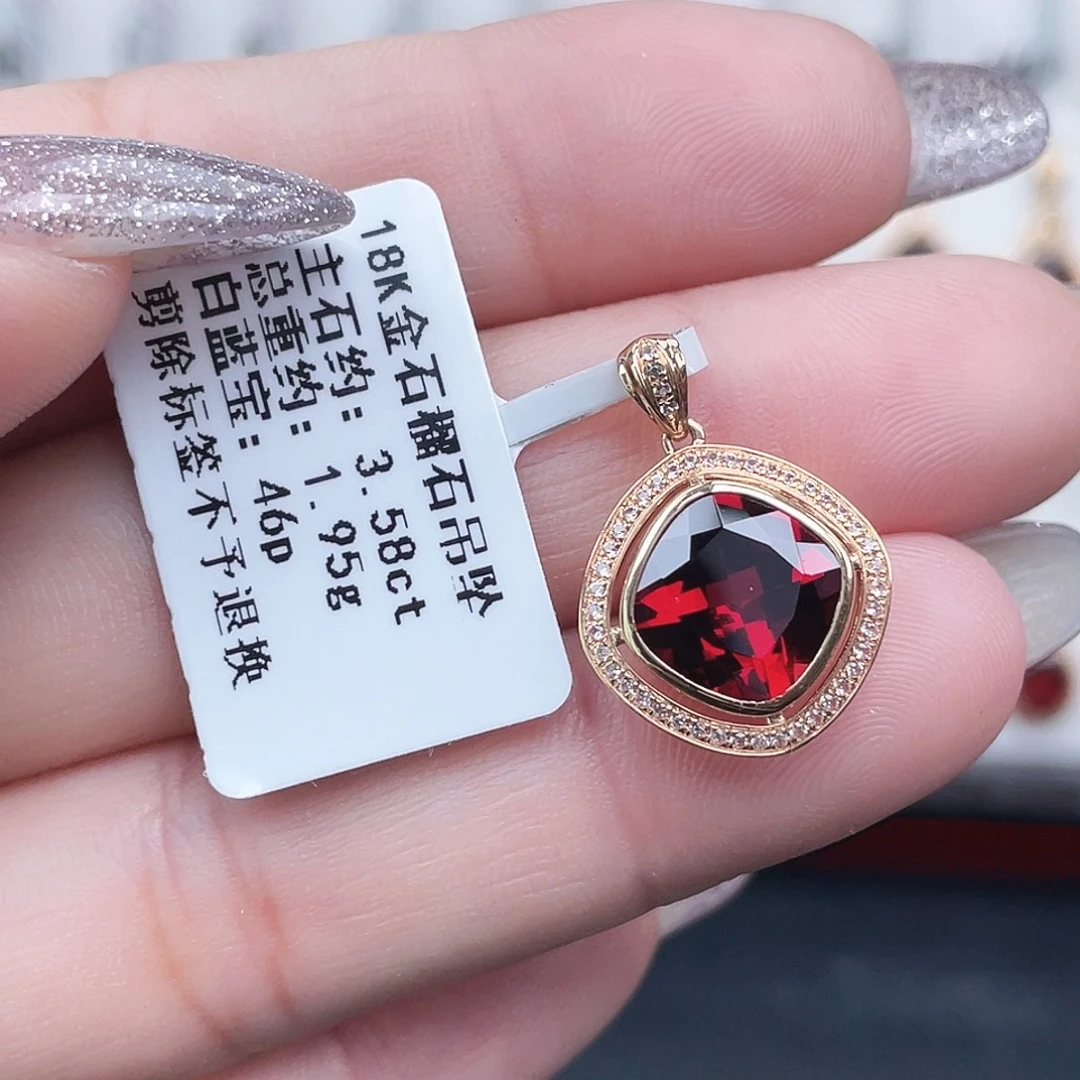 18K金石榴石吊坠
主石约: 3.58ct
总重约: 1.95g
白蓝宝: 46p
剪除标签不予退换